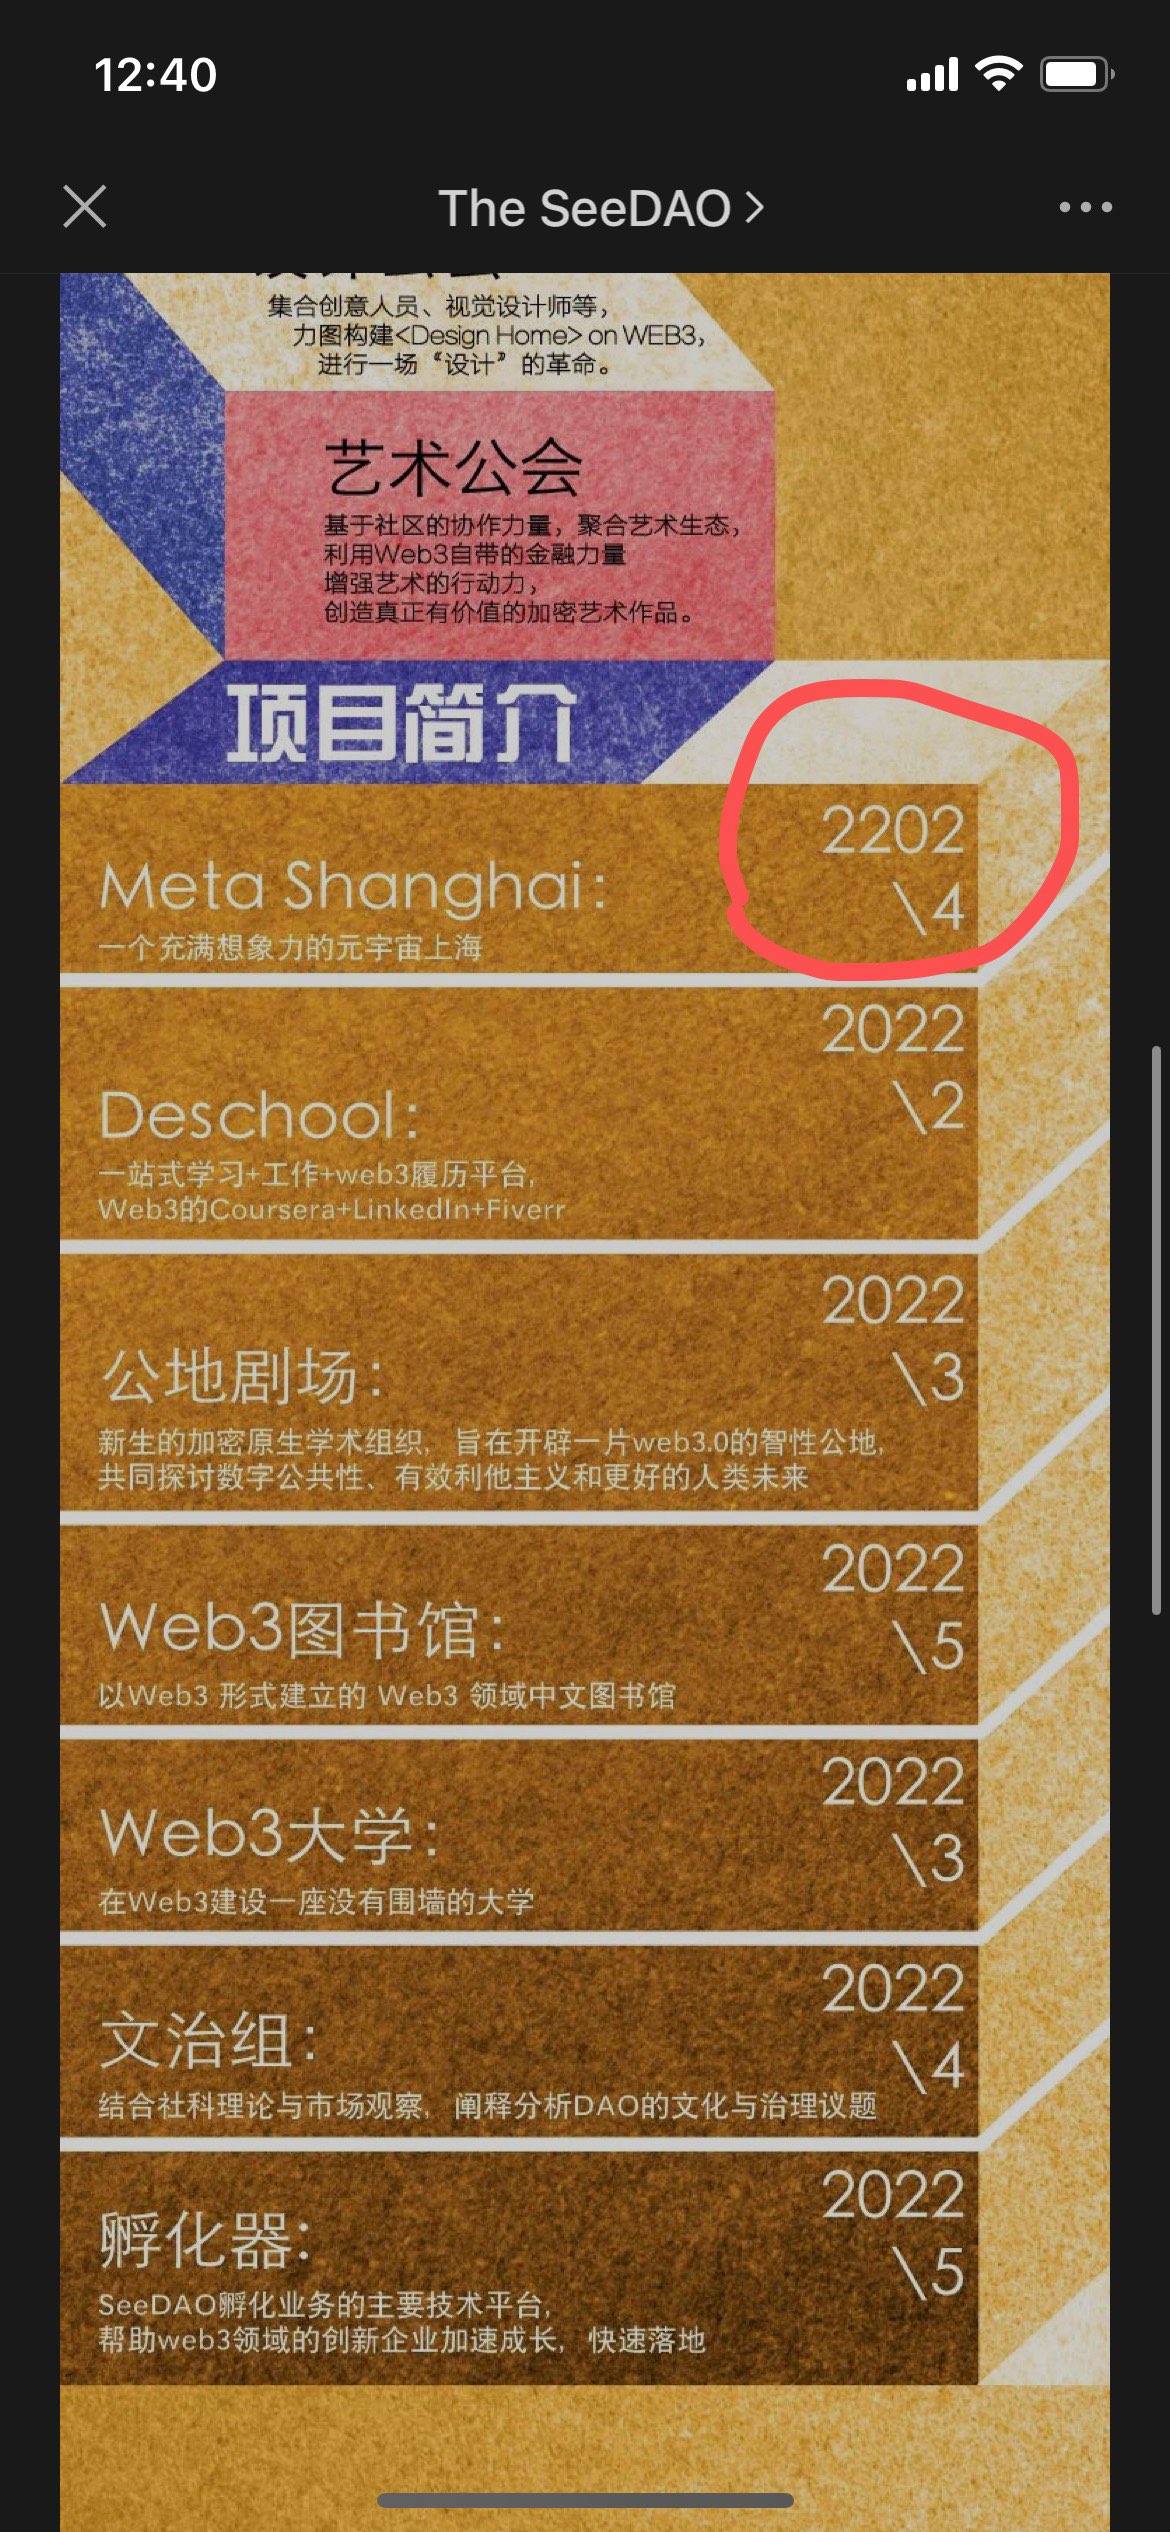 12:40
The SeeDAO
集合创意人员、视觉设计师等，
力图构建<Design Home> on WEB3，
进行一场“设计”的革命。
艺术公会
基于社区的协作力量，聚合艺术生态，
利用Web3自带的金融力量
增强艺术的行动力，
创造真正有价值的加密艺术作品。
项目简介
2202
\4
Meta Shanghai：
一个充满想象力的元宇宙上海
2022
\2
Deschool：
一站式学习+工作+web3履历平台，
Web3的Coursera+LinkedIn+Fiverr
2022
\3
公地剧场：
新生的加密原生学术组织，旨在开辟一片web3.0的智性公地，
共同探讨数字公共性、有效利他主义和更好的人类未来
2022
\5
Web3图书馆：
以Web3 形式建立的 Web3 领域中文图书馆
2022
\3
Web3大学：
在Web3建设一座没有围墙的大学
2022
\4
文治组：
结合社科理论与市场观察，阐释分析DAO的文化与治理议题
2022
\5
孵化器：
SeeDAO孵化业务的主要技术平台，
帮助web3领域的创新企业加速成长，快速落地